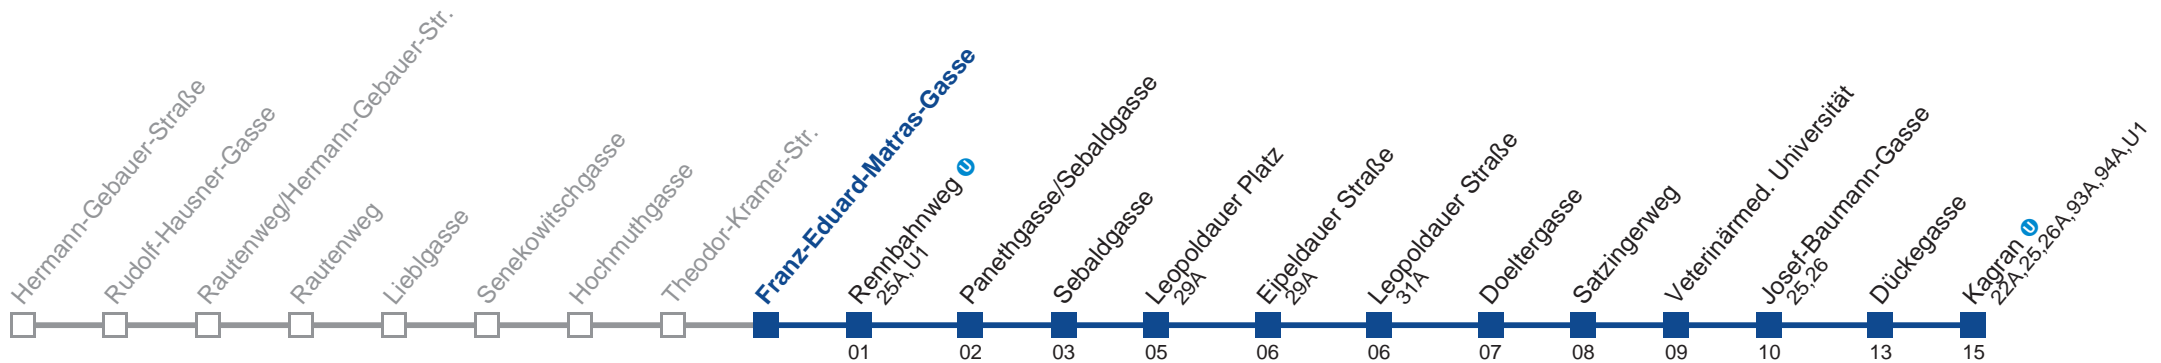 Hermann-Gebauer-Straße
Rudolf-Hausner-Gasse
Rautenweg/Hermann-Gebauer-Str.
Rautenweg
Lieblgasse
Senekowitschgasse
Hochmuthgasse
Theodor-Kramer-Str.
Franz-Eduard-Matras-Gasse
Rennbahnweg U
25A,U1
Panethgasse/Sebaldgasse
Sebaldgasse
Leopoldauer Platz
29A
Eipeldauer Straße
29A
Leopoldauer Straße
31A
Doeltergasse
Satzingerweg
Veterinärmed. Universität
Josef-Baumann-Gasse
25,26
Dückegasse
Kagran U
22A,25,26A,93A,94A,U1
01 02 03 05 06 06 07 08 09 10 13 15